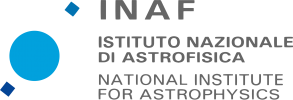 INAF
ISTITUTO NAZIONALE
DI ASTROFISICA
NATIONAL INSTITUTE
FOR ASTROPHYSICS